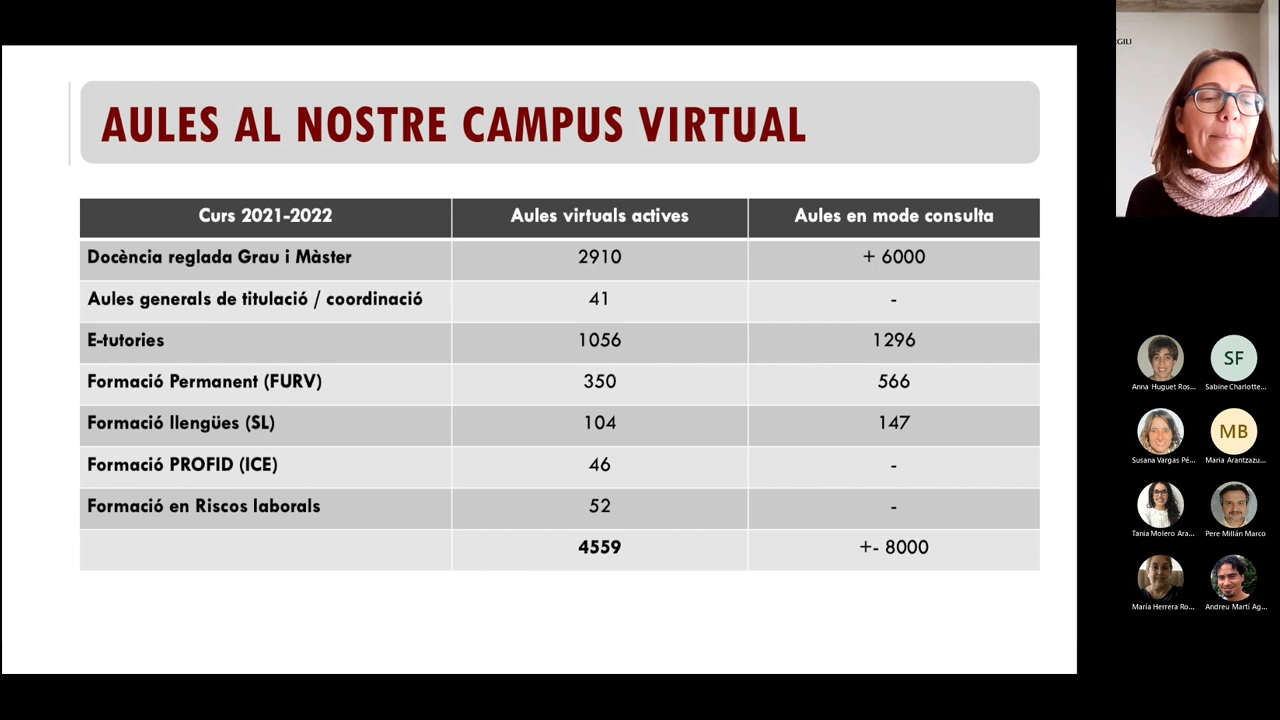 AULES AL NOSTRE CAMPUS VIRTUAL
Curs 2021-2022 Aules virtuals actives Aules en mode consulta
Docència reglada Grau i Màster 2910 + 6000
Aules generals de titulació / coordinació 41 -
E-tutories 1056 1296
Formació Permanent (FURV) 350 566
Formació llengües (SL) 104 147
Formació PROFID (ICE) 46 -
Formació en Riscos laborals 52 -
4559 +- 8000
SF
Anna Huguet Ros... Sabine Charlotte...
MB
Susana Vargas Pé... Maria Arantzazu...
Tania Molero Ara... Pere Millán Marco
María Herrera Ro... Andreu Martí Ag...